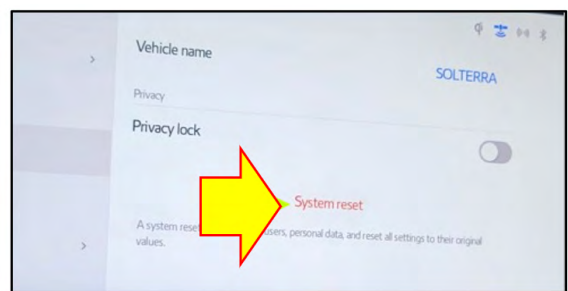 Vehicle name
SOLTERRA
Privacy
Privacy lock
System reset
A system reset users, personal data, and reset all settings to their original
values.